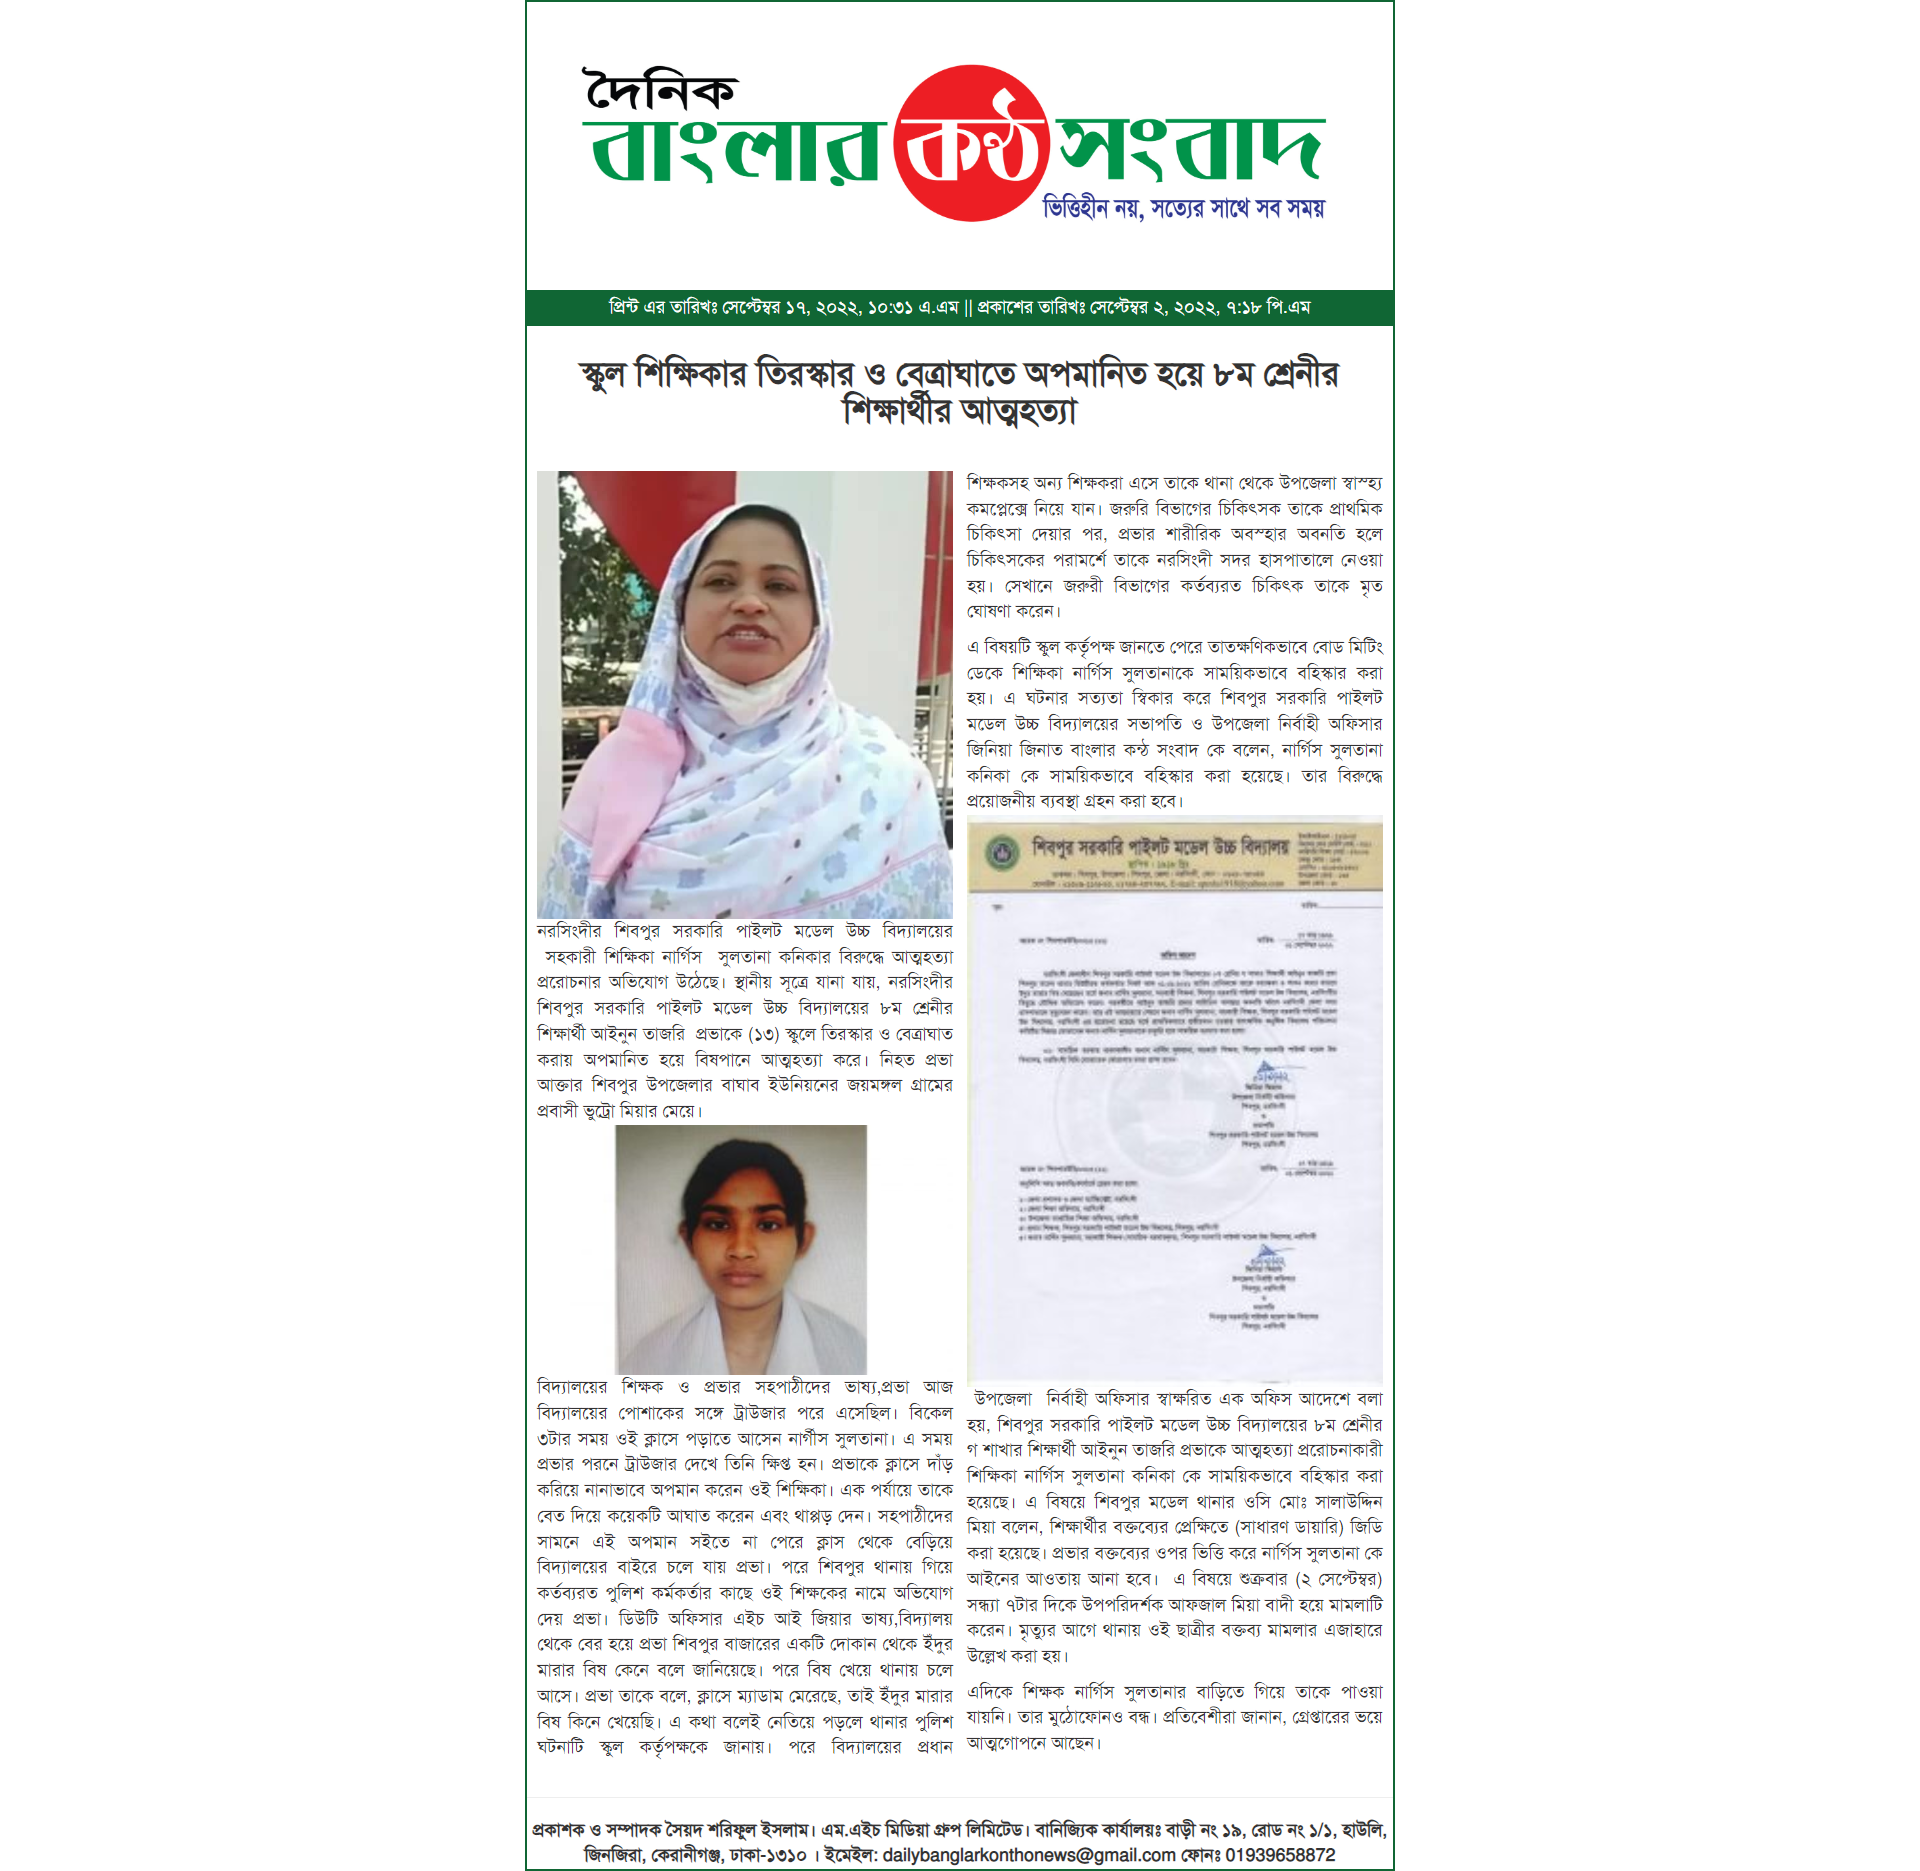 দৈনিক
বাংলার কণ্ঠ সংবাদ
ভিত্তিহীন নয়, সত্যের সাথে সব সময়
প্রিন্ট এর তারিখঃ সেপ্টেম্বর ১৭, ২০২২, ১০:৩১ এ.এম || প্রকাশের তারিখঃ সেপ্টেম্বর ২, ২০২২, ৭:১৮ পি.এম
স্কুল শিক্ষিকার তিরস্কার ও বেত্রাঘাতে অপমানিত হয়ে ৮ম শ্রেনীর
শিক্ষার্থীর আত্মহত্যা
নরসিংদীর শিবপুর সরকারি পাইলট মডেল উচ্চ বিদ্যালয়ের
সহকারী শিক্ষিকা নার্গিস সুলতানা কনিকার বিরুদ্ধে আত্মহত্যা
প্ররোচনার অভিযোগ উঠেছে। স্থানীয় সূত্রে যানা যায়, নরসিংদীর
শিবপুর সরকারি পাইলট মডেল উচ্চ বিদ্যালয়ের ৮ম শ্রেনীর
শিক্ষার্থী আইনুন তাজরি প্রভাকে (১৩) স্কুলে তিরস্কার ও বেত্রাঘাত
করায় অপমানিত হয়ে বিষপানে আত্মহত্যা করে। নিহত প্রভা
আক্তার শিবপুর উপজেলার বাঘাব ইউনিয়নের জয়মঙ্গল গ্রামের
প্রবাসী ভুট্রো মিয়ার মেয়ে।
বিদ্যালয়ের শিক্ষক ও প্রভার সহপাঠীদের ভাষ্য,প্রভা আজ
বিদ্যালয়ের পোশাকের সঙ্গে ট্রাউজার পরে এসেছিল। বিকেল
৩টার সময় ওই ক্লাসে পড়াতে আসেন নার্গীস সুলতানা। এ সময়
প্রভার পরনে ট্রাউজার দেখে তিনি ক্ষিপ্ত হন। প্রভাকে ক্লাসে দাঁড়
করিয়ে নানাভাবে অপমান করেন ওই শিক্ষিকা। এক পর্যায়ে তাকে
বেত দিয়ে কয়েকটি আঘাত করেন এবং থাপ্পড় দেন। সহপাঠীদের
সামনে এই অপমান সইতে না পেরে ক্লাস থেকে বেড়িয়ে
বিদ্যালয়ের বাইরে চলে যায় প্রভা। পরে শিবপুর থানায় গিয়ে
কর্তব্যরত পুলিশ কর্মকর্তার কাছে ওই শিক্ষকের নামে অভিযোগ
দেয় প্রভা। ডিউটি অফিসার এইচ আই জিয়ার ভাষ্য,বিদ্যালয়
থেকে বের হয়ে প্রভা শিবপুর বাজারের একটি দোকান থেকে ইঁদুর
মারার বিষ কেনে বলে জানিয়েছে। পরে বিষ খেয়ে থানায় চলে
আসে। প্রভা তাকে বলে, ক্লাসে ম্যাডাম মেরেছে, তাই ইঁদুর মারার
বিষ কিনে খেয়েছি। এ কথা বলেই নেতিয়ে পড়লে থানার পুলিশ
ঘটনাটি স্কুল কর্তৃপক্ষকে জানায়। পরে বিদ্যালয়ের প্রধান
শিক্ষকসহ অন্য শিক্ষকরা এসে তাকে থানা থেকে উপজেলা স্বাস্হ্য
কমপ্লেক্সে নিয়ে যান। জরুরি বিভাগের চিকিৎসক তাকে প্রাথমিক
চিকিৎসা দেয়ার পর, প্রভার শারীরিক অবস্হার অবনতি হলে
চিকিৎসকের পরামর্শে তাকে নরসিংদী সদর হাসপাতালে নেওয়া
হয়। সেখানে জরুরী বিভাগের কর্তব্যরত চিকিৎক তাকে মৃত
ঘোষণা করেন।
এ বিষয়টি স্কুল কর্তৃপক্ষ জানতে পেরে তাতক্ষণিকভাবে বোড মিটিং
ডেকে শিক্ষিকা নার্গিস সুলতানাকে সাময়িকভাবে বহিস্কার করা
হয়। এ ঘটনার সত্যতা স্বিকার করে শিবপুর সরকারি পাইলট
মডেল উচ্চ বিদ্যালয়ের সভাপতি ও উপজেলা নির্বাহী অফিসার
জিনিয়া জিনাত বাংলার কন্ঠ সংবাদ কে বলেন, নার্গিস সুলতানা
কনিকা কে সাময়িকভাবে বহিস্কার করা হয়েছে। তার বিরুদ্ধে
প্রয়োজনীয় ব্যবস্থা গ্রহন করা হবে।
শিবপুর সরকারি পাইলট মডেল উচ্চ বিদ্যালয়
উপজেলা নির্বাহী অফিসার স্বাক্ষরিত এক অফিস আদেশে বলা
হয়, শিবপুর সরকারি পাইলট মডেল উচ্চ বিদ্যালয়ের ৮ম শ্রেনীর
গ শাখার শিক্ষার্থী আইনুন তাজরি প্রভাকে আত্মহত্যা প্ররোচনাকারী
শিক্ষিকা নার্গিস সুলতানা কনিকা কে সাময়িকভাবে বহিস্কার করা
হয়েছে। এ বিষয়ে শিবপুর মডেল থানার ওসি মোঃ সালাউদ্দিন
মিয়া বলেন, শিক্ষার্থীর বক্তব্যের প্রেক্ষিতে (সাধারণ ডায়ারি) জিডি
করা হয়েছে। প্রভার বক্তব্যের ওপর ভিত্তি করে নার্গিস সুলতানা কে
আইনের আওতায় আনা হবে। এ বিষয়ে শুক্রবার (২ সেপ্টেম্বর)
সন্ধ্যা ৭টার দিকে উপপরিদর্শক আফজাল মিয়া বাদী হয়ে মামলাটি
করেন। মৃত্যুর আগে থানায় ওই ছাত্রীর বক্তব্য মামলার এজাহারে
উল্লেখ করা হয়।
এদিকে শিক্ষক নার্গিস সুলতানার বাড়িতে গিয়ে তাকে পাওয়া
যায়নি। তার মুঠোফোনও বন্ধ। প্রতিবেশীরা জানান, গ্রেপ্তারের ভয়ে
আত্মগোপনে আছেন।
প্রকাশক ও সম্পাদক সৈয়দ শরিফুল ইসলাম। এম.এইচ মিডিয়া গ্রুপ লিমিটেড। বানিজ্যিক কার্যালয়ঃ বাড়ী নং ১৯, রোড নং ১/১, হাউলি,
জিনজিরা, কেরানীগঞ্জ, ঢাকা-১৩১০ । ইমেইল: dailybanglarkonthonews@gmail.com ফোনঃ 01939658872